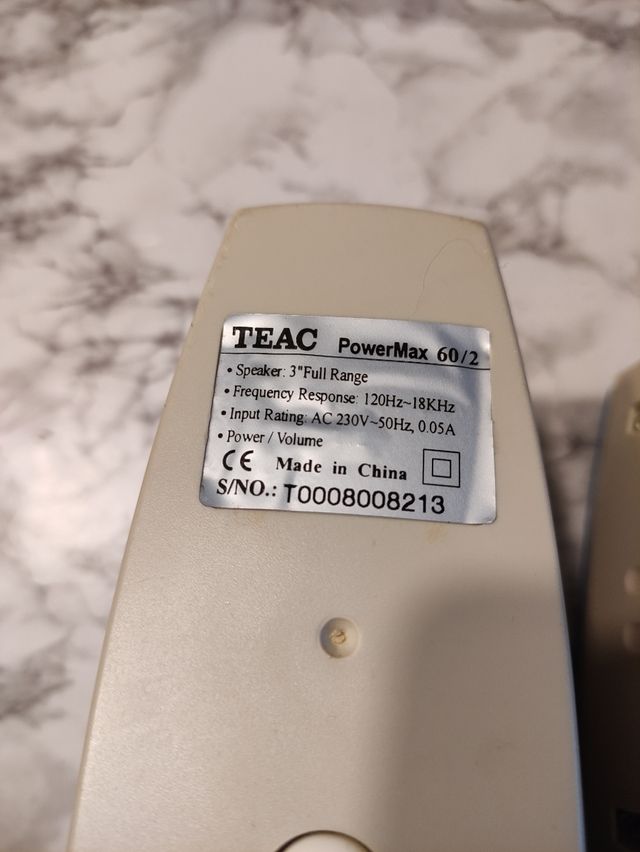 TEAC PowerMax 60/2
• Speaker: 3"Full Range
• Frequency Response: 120Hz~18KHz
• Input Rating: AC 230V~50Hz, 0.05A
• Power / Volume
CE Made in China
S/NO.: T0008008213